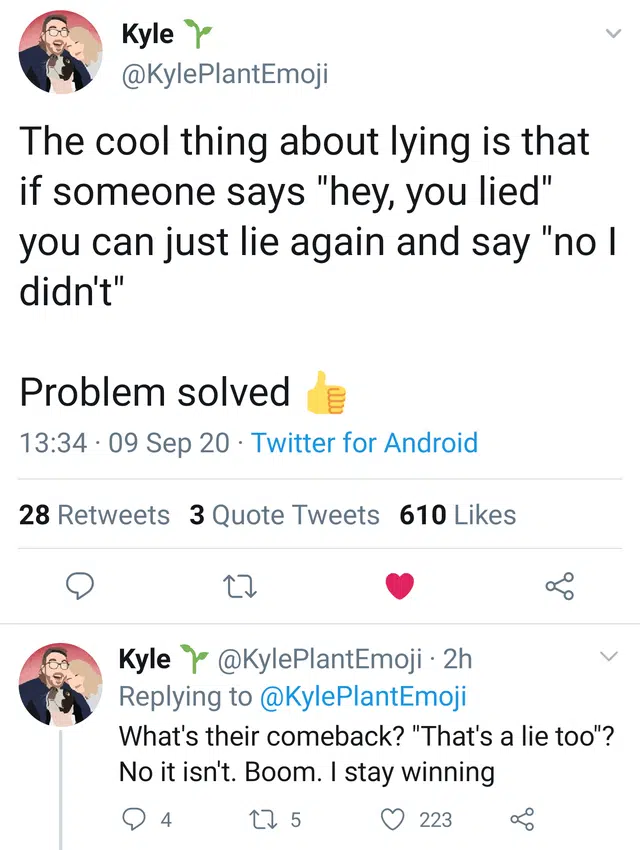 Kyle 🌱
@KylePlantEmoji
The cool thing about lying is that
if someone says "hey, you lied"
you can just lie again and say "no I
didn't"
Problem solved 👍
13:34 · 09 Sep 20 · Twitter for Android
28 Retweets 3 Quote Tweets 610 Likes
Kyle 🌱 @KylePlantEmoji · 2h
Replying to @KylePlantEmoji
What's their comeback? "That's a lie too"?
No it isn't. Boom. I stay winning
4 5 223